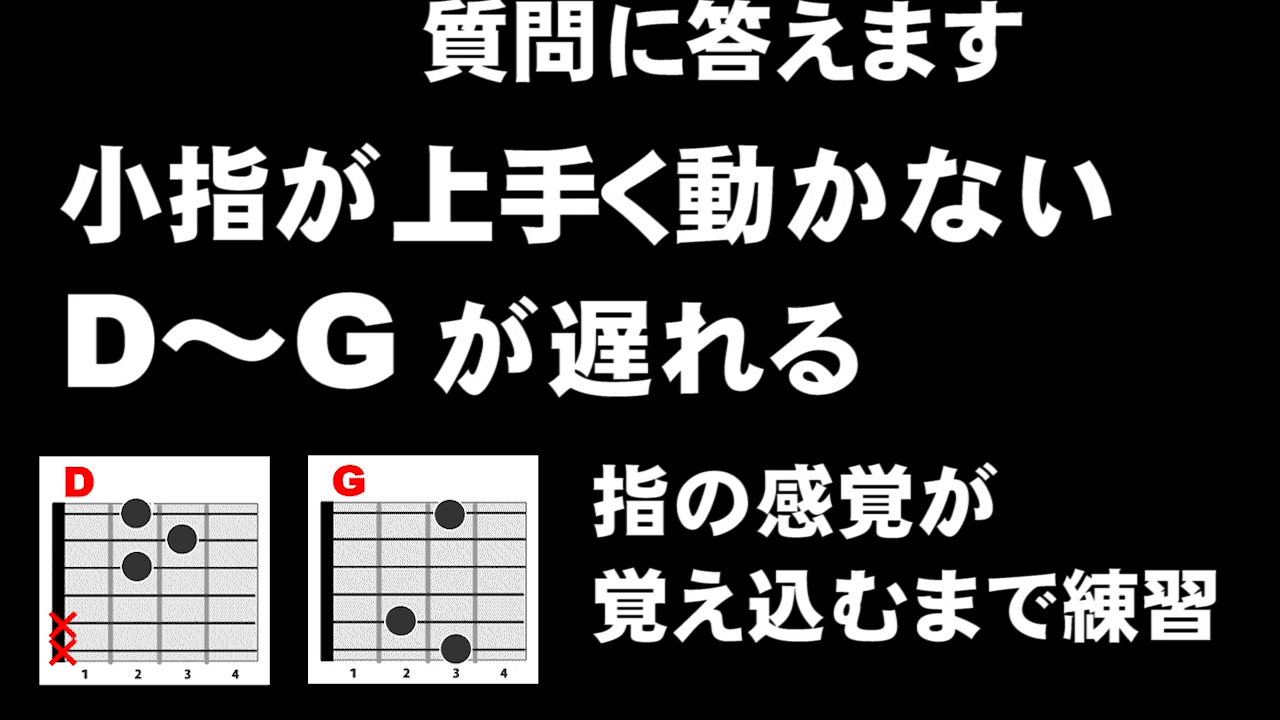 質問に答えます
小指が上手く動かない
D～Gが遅れる
D
1 2 3 4
G
1 2 3 4
指の感覚が
覚え込むまで練習